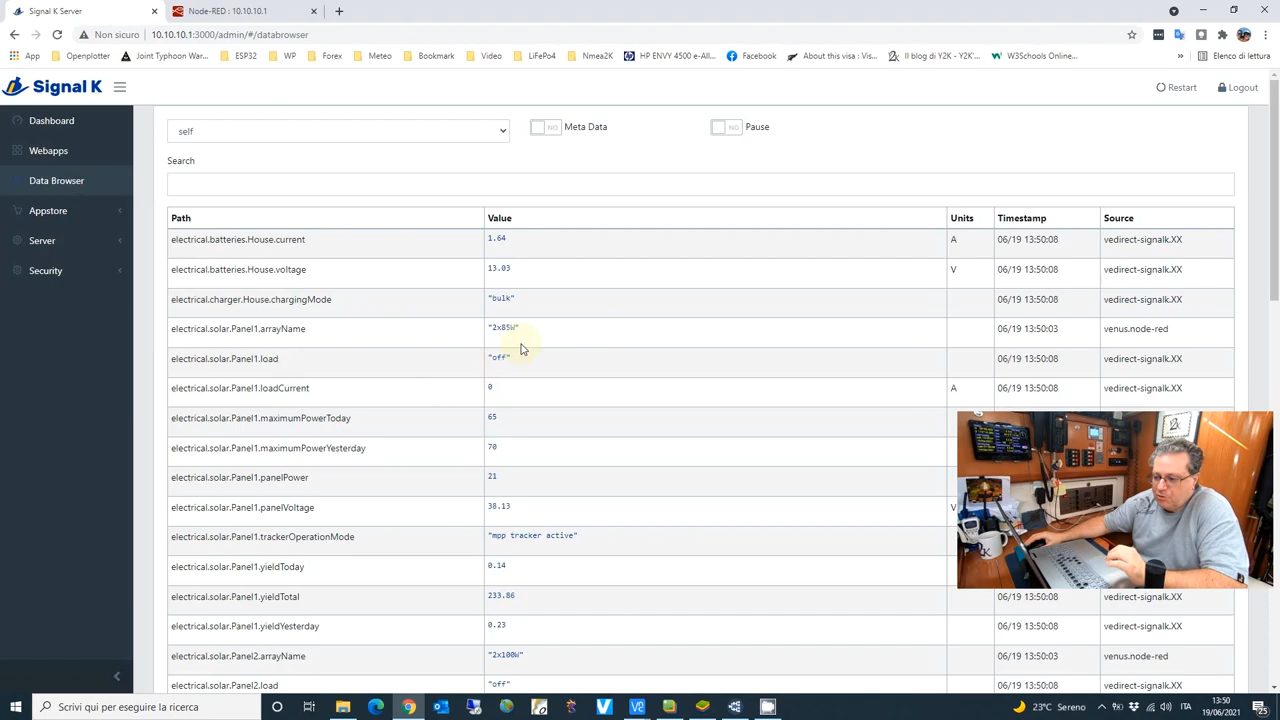 Signal K Server
Node-RED : 10.10.10.1
Non sicuro
10.10.10.1:3000/admin/#/databrowser
App
Openplotter
Joint Typhoon War...
ESP32
WP
Forex
Meteo
Bookmark
Video
LiFePo4
Nmea2K
HP ENVY 4500 e-All...
Facebook
About this visa : Vis...
Il blog di Y2K - Y2K'...
W3Schools Online...
Elenco di lettura
Signal K
Restart
Logout
Dashboard
Webapps
Data Browser
Appstore
Server
Security
self
NO Meta Data
NO Pause
Search
Path Value Units Timestamp Source
electrical.batteries.House.current 1.64 A 06/19 13:50:08 vedirect-signalk.XX
electrical.batteries.House.voltage 13.03 V 06/19 13:50:08 vedirect-signalk.XX
electrical.charger.House.chargingMode "bulk" 06/19 13:50:08 vedirect-signalk.XX
electrical.solar.Panel1.arrayName "2x85W" 06/19 13:50:03 venus.node-red
electrical.solar.Panel1.load "off" 06/19 13:50:08 vedirect-signalk.XX
electrical.solar.Panel1.loadCurrent 0 A 06/19 13:50:08 vedirect-signalk.XX
electrical.solar.Panel1.maximumPowerToday 65
electrical.solar.Panel1.maximumPowerYesterday 70
electrical.solar.Panel1.panelPower 21
electrical.solar.Panel1.panelVoltage 38.13 V
electrical.solar.Panel1.trackerOperationMode "mpp tracker active"
electrical.solar.Panel1.yieldToday 0.14
electrical.solar.Panel1.yieldTotal 233.86 06/19 13:50:08 vedirect-signalk.XX
electrical.solar.Panel1.yieldYesterday 0.23 06/19 13:50:08 vedirect-signalk.XX
electrical.solar.Panel2.arrayName "2x100W" 06/19 13:50:03 venus.node-red
electrical.solar.Panel2.load "off" 06/19 13:50:08 vedirect-signalk.XX
Scrivi qui per eseguire la ricerca
23°C Sereno
ITA
13:50
19/06/2021